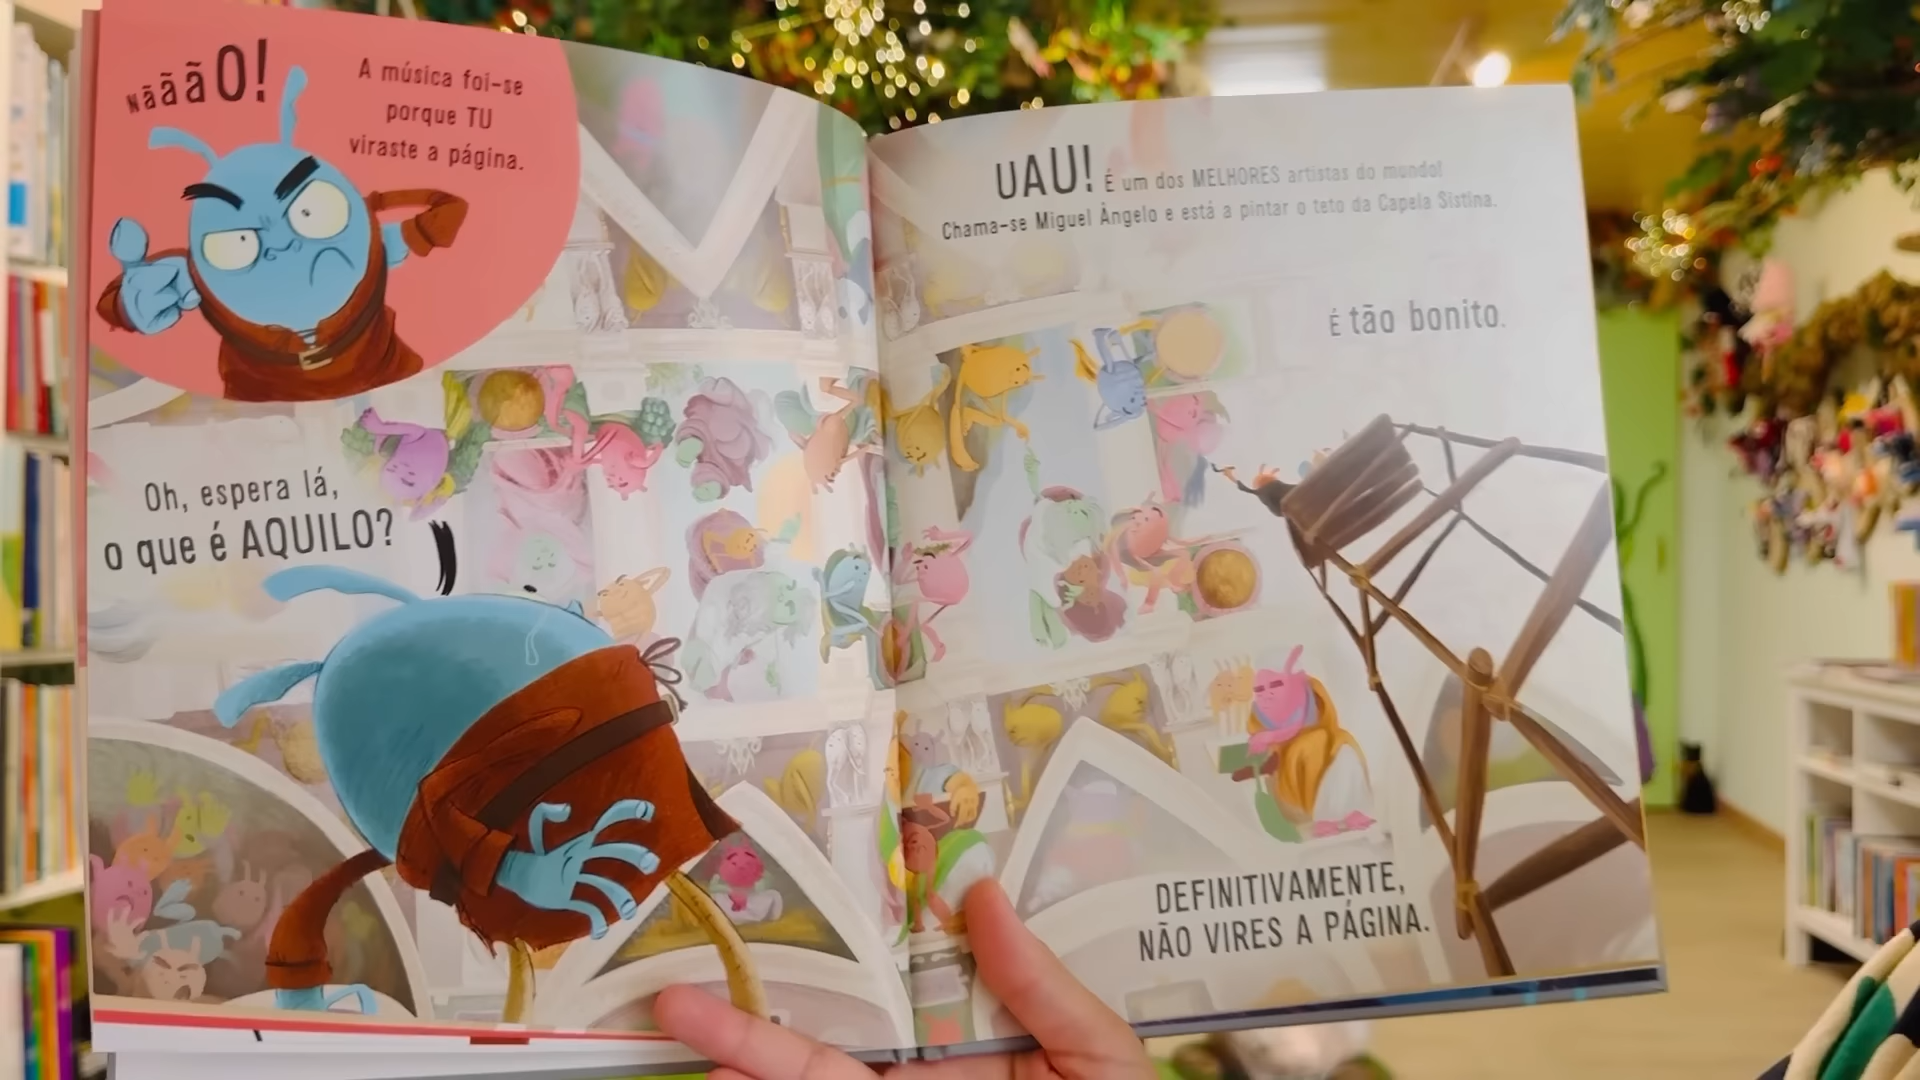 NãããO!
A música foi-se
porque TU
viraste a página.
Oh, espera lá,
o que é AQUILO?
UAU! É um dos MELHORES artistas do mundo!
Chama-se Miguel Ângelo e está a pintar o teto da Capela Sistina.
É tão bonito.
DEFINITIVAMENTE,
NÃO VIRES A PÁGINA.